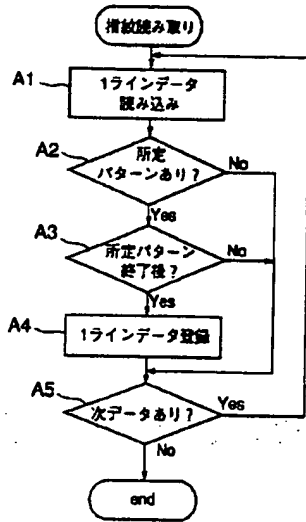 指紋読み取り
A1
1ラインデータ
読み込み
A2
所定
パターンあり?
No
Yes
A3
所定パターン
終了後?
No
Yes
A4
1ラインデータ登録
A5
次データあり?
Yes
No
end